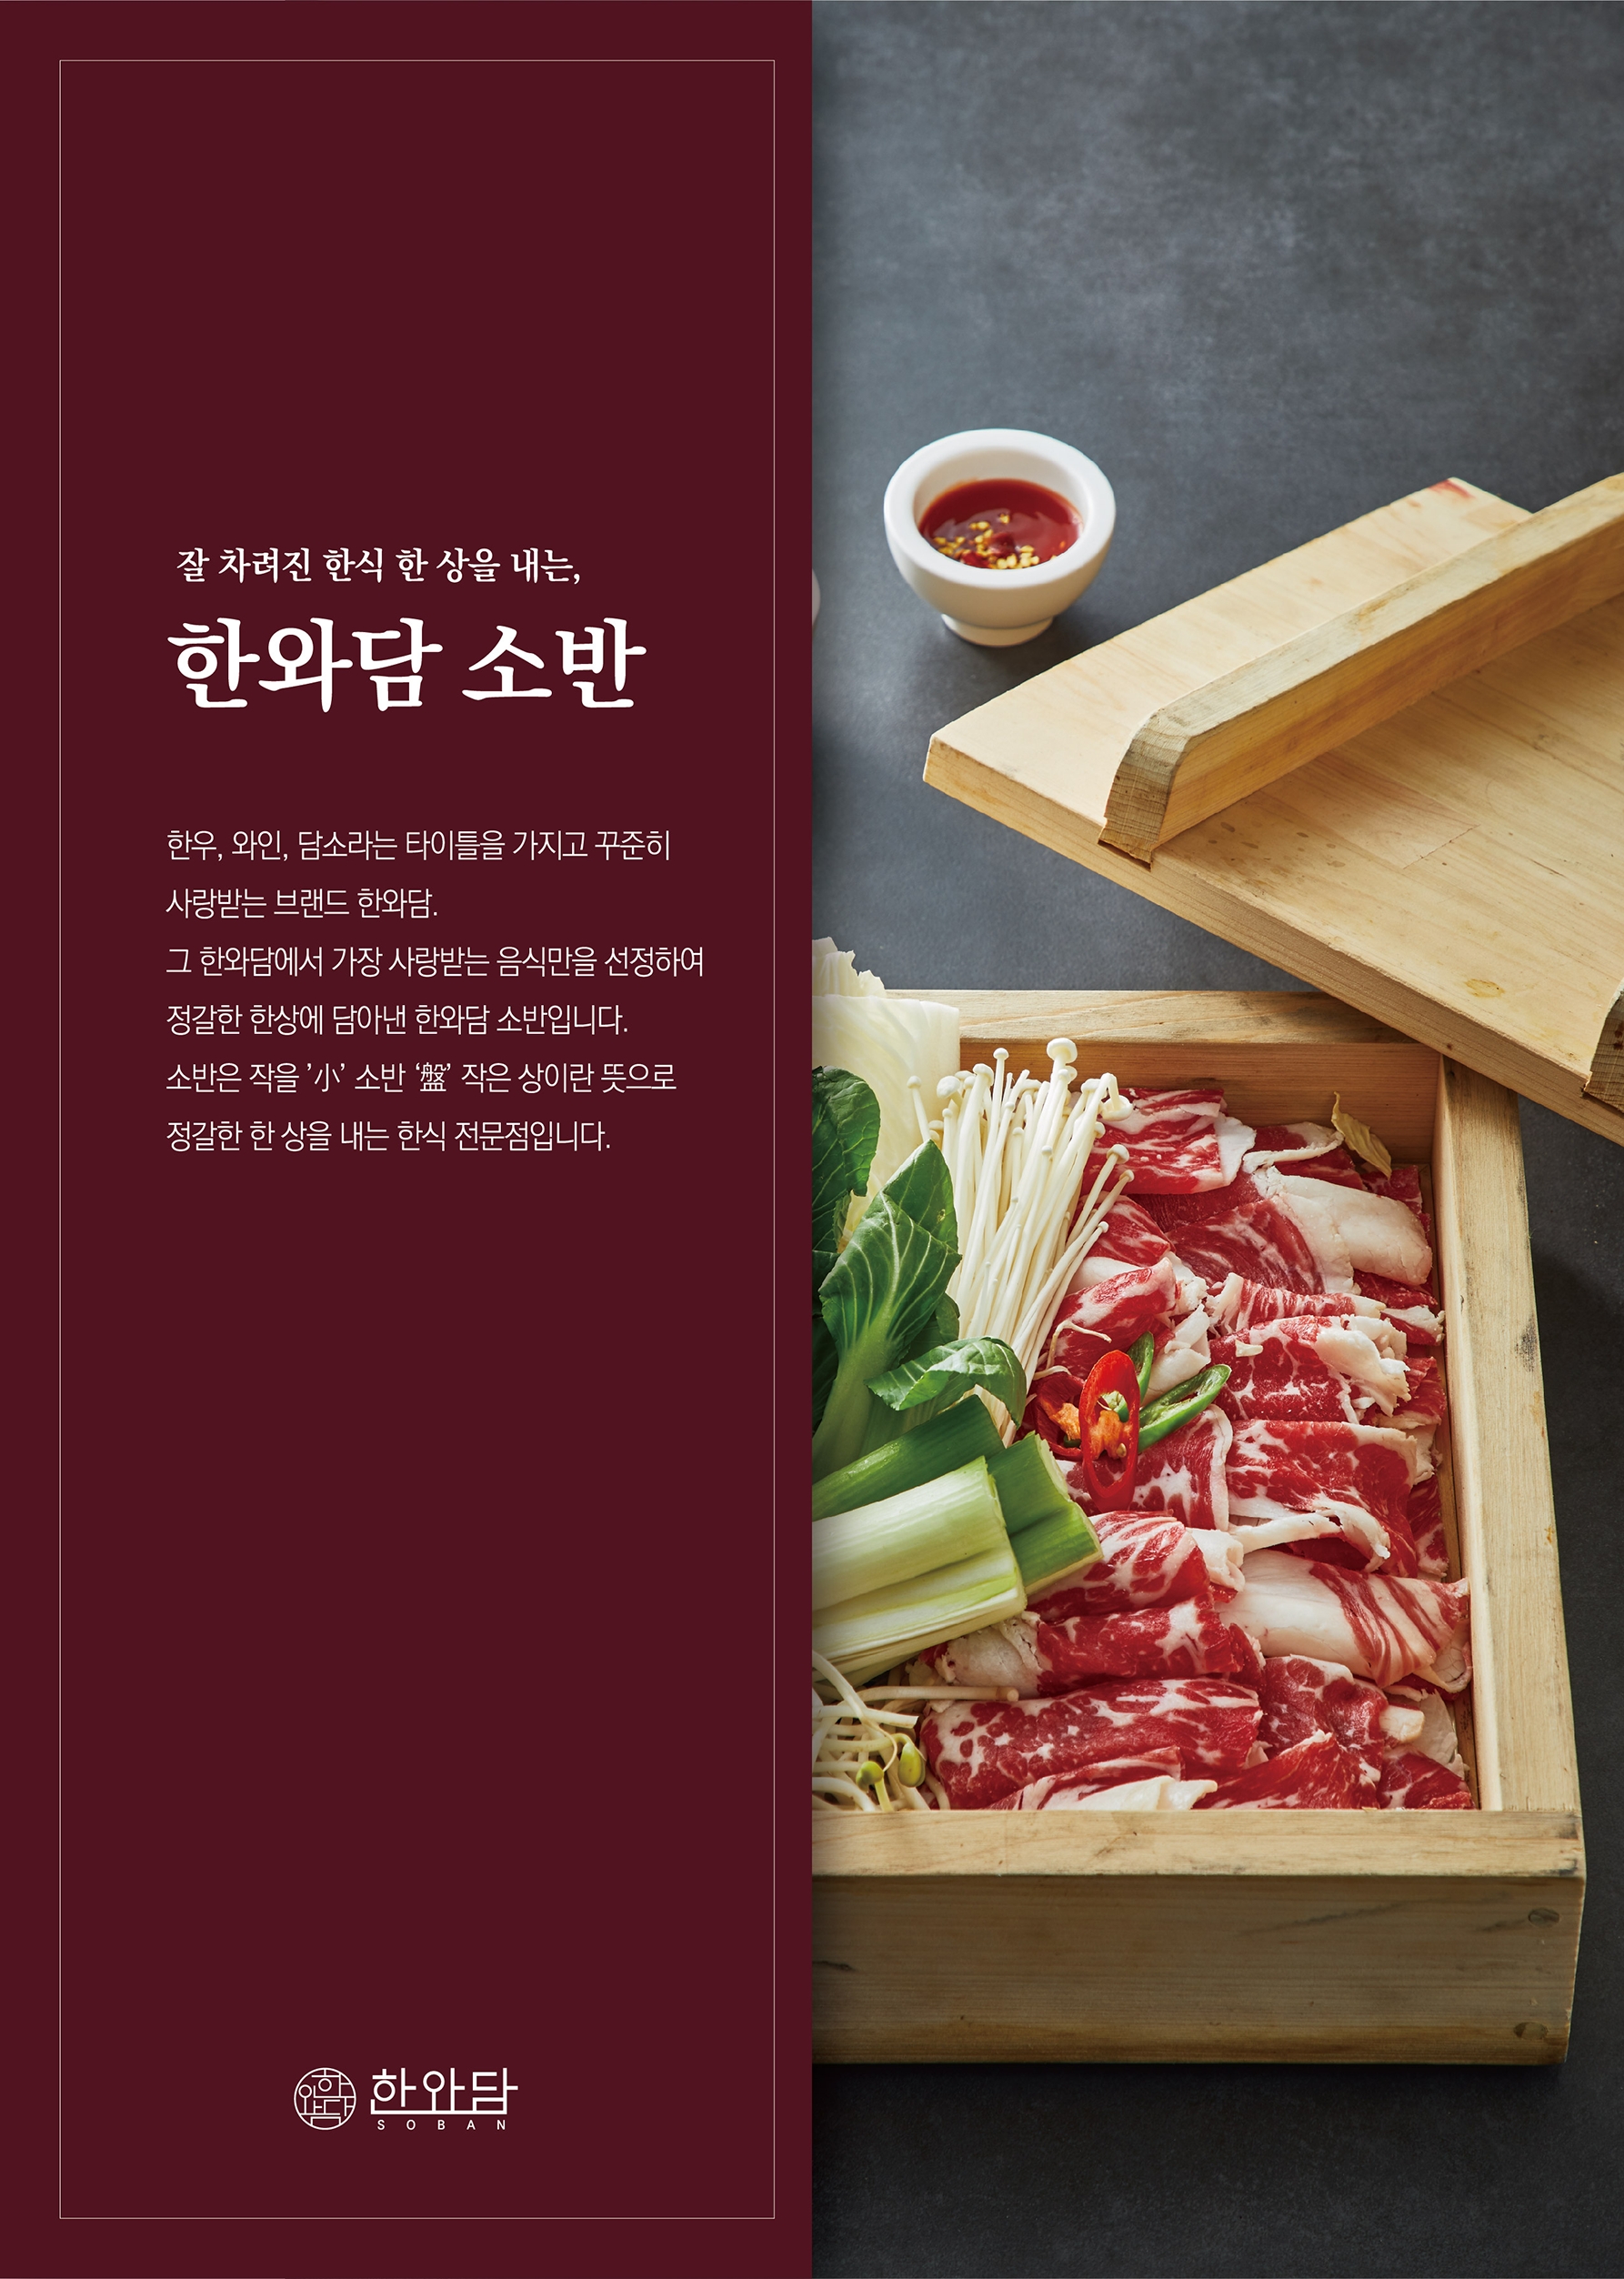 잘 차려진 한식 한 상을 내는,
한와담 소반
한우, 와인, 담소라는 타이틀을 가지고 꾸준히
사랑받는 브랜드 한와담.
그 한와담에서 가장 사랑받는 음식만을 선정하여
정갈한 한상에 담아낸 한와담 소반입니다.
소반은 작을 ’小’ 소반 ‘盤’ 작은 상이란 뜻으로
정갈한 한 상을 내는 한식 전문점입니다.
한와담
한와담
SOBAN